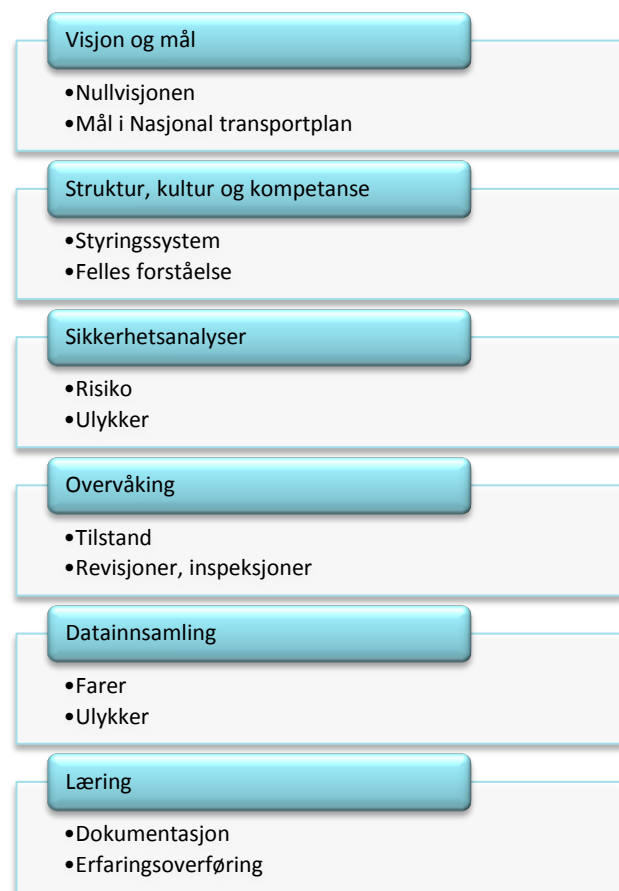 Visjon og mål
•Nullvisjonen
•Mål i Nasjonal transportplan
Struktur, kultur og kompetanse
•Styringssystem
•Felles forståelse
Sikkerhetsanalyser
•Risiko
•Ulykker
Overvåking
•Tilstand
•Revisjoner, inspeksjoner
Datainnsamling
•Farer
•Ulykker
Læring
•Dokumentasjon
•Erfaringsoverføring